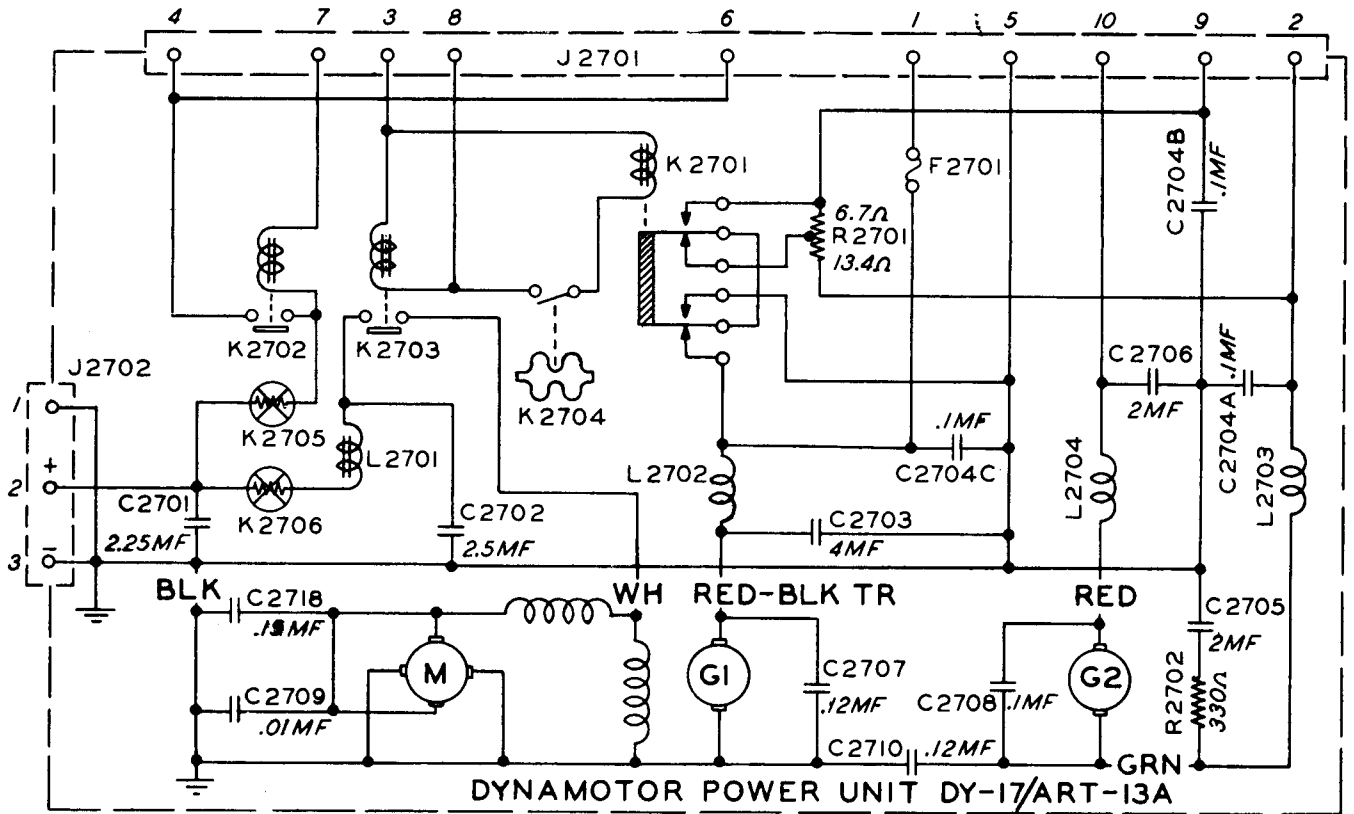 4 7 3 8 6 1 5 10 9 2
J2701
K2701
F2701
C2704B
.1MF
6.7Ω
R2701
13.4Ω
K2702
K2703
J2702
1
K2704
C2706
2MF
C2704A
.1MF
K2705
+
2
L2701
.1MF
C2704C
L2702
L2704
L2703
C2701
2.25MF
K2706
C2702
2.5MF
C2703
4MF
–
3
BLK
WH
RED-BLK TR
RED
C2718
C2705
2MF
M
G1
G2
C2707
.12MF
C2708
.1MF
R2702
330Ω
C2709
.01MF
C2710
.12MF
GRN
DYNAMOTOR POWER UNIT DY-17/ART-13A